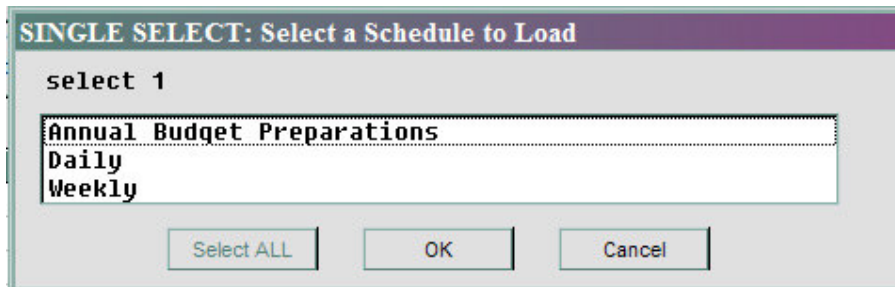 SINGLE SELECT: Select a Schedule to Load
select 1
Annual Budget Preparations
Daily
Weekly
Select ALL OK Cancel